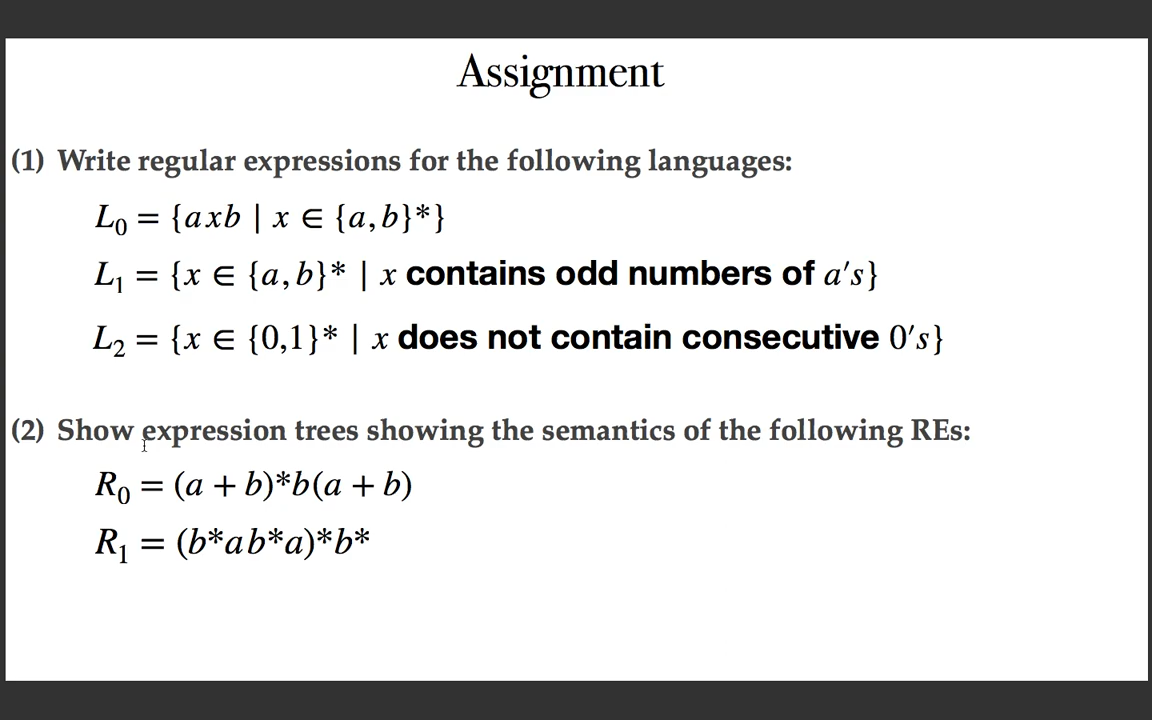 Assignment
(1) Write regular expressions for the following languages:
L₀ = {axb | x ∈ {a,b}*}
L₁ = {x ∈ {a,b}* | x contains odd numbers of a's}
L₂ = {x ∈ {0,1}* | x does not contain consecutive 0's}
(2) Show expression trees showing the semantics of the following REs:
R₀ = (a + b)*b(a + b)
R₁ = (b*ab*a)*b*